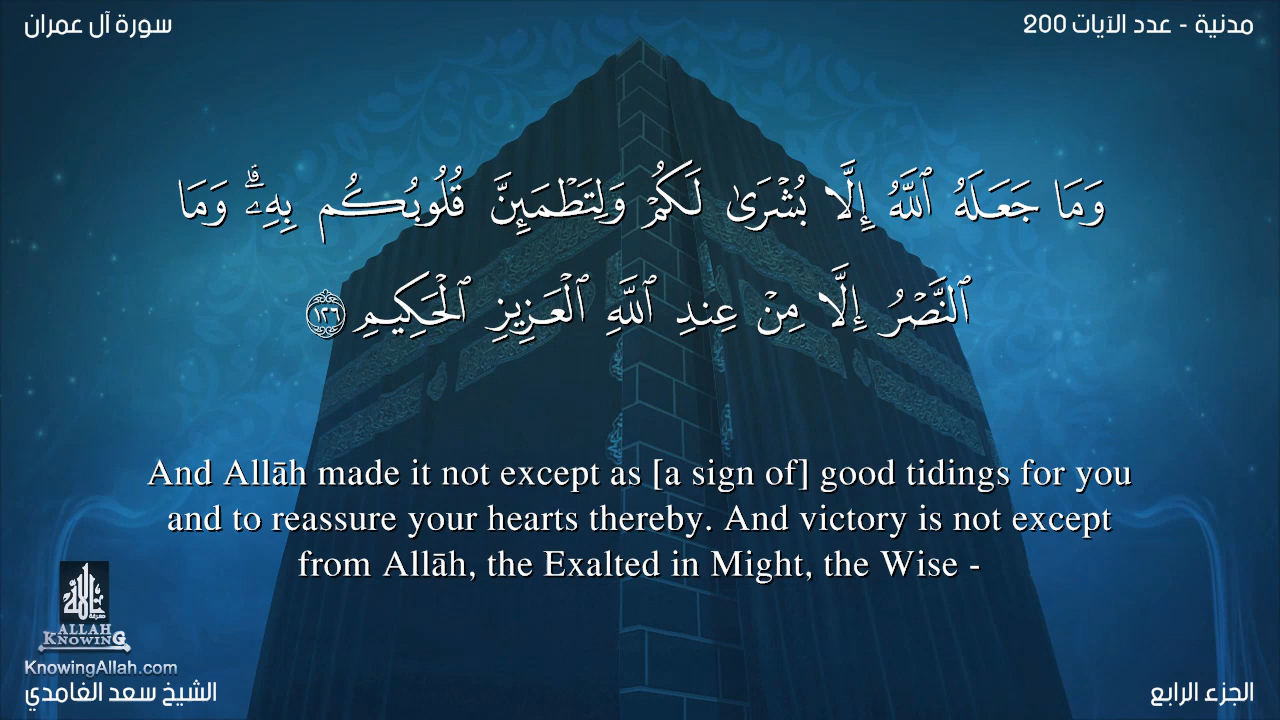 سورة آل عمران
مدنية - عدد الآيات 200
وَمَا جَعَلَهُ ٱللَّهُ إِلَّا بُشْرَىٰ لَكُمْ وَلِتَطْمَئِنَّ قُلُوبُكُم بِهِۦۗ وَمَا
ٱلنَّصْرُ إِلَّا مِنْ عِندِ ٱللَّهِ ٱلْعَزِيزِ ٱلْحَكِيمِ ١٢٦
And Allāh made it not except as [a sign of] good tidings for you
and to reassure your hearts thereby. And victory is not except
from Allāh, the Exalted in Might, the Wise -
معرفة الله
ALLAH
KNOWING
KnowingAllah.com
الشيخ سعد الغامدي
الجزء الرابع